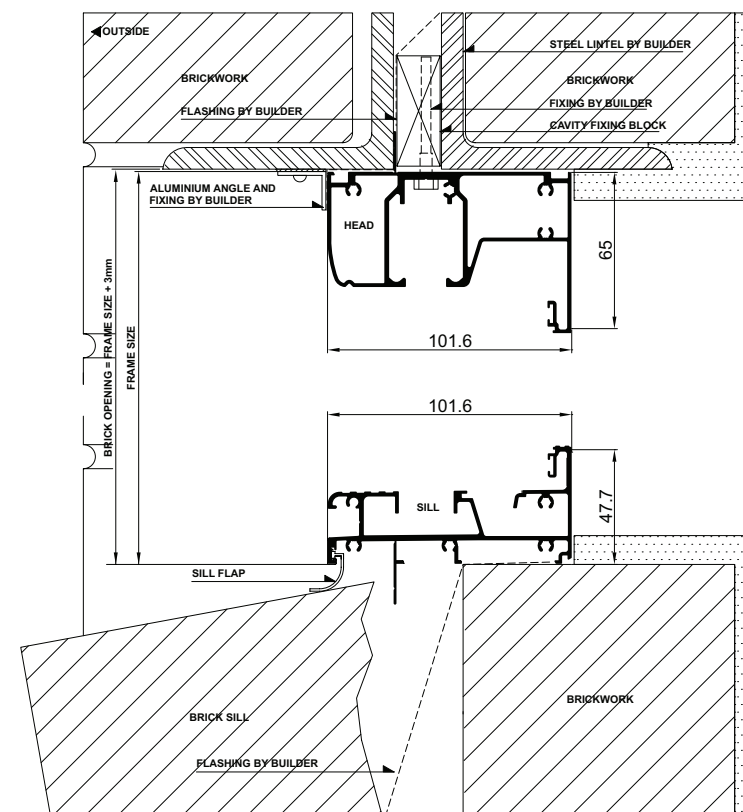 OUTSIDE
STEEL LINTEL BY BUILDER
BRICKWORK
BRICKWORK
FLASHING BY BUILDER
FIXING BY BUILDER
CAVITY FIXING BLOCK
ALUMINIUM ANGLE AND
FIXING BY BUILDER
HEAD
65
101.6
BRICK OPENING = FRAME SIZE + 3mm
FRAME SIZE
101.6
SILL
47.7
SILL FLAP
BRICKWORK
BRICK SILL
FLASHING BY BUILDER